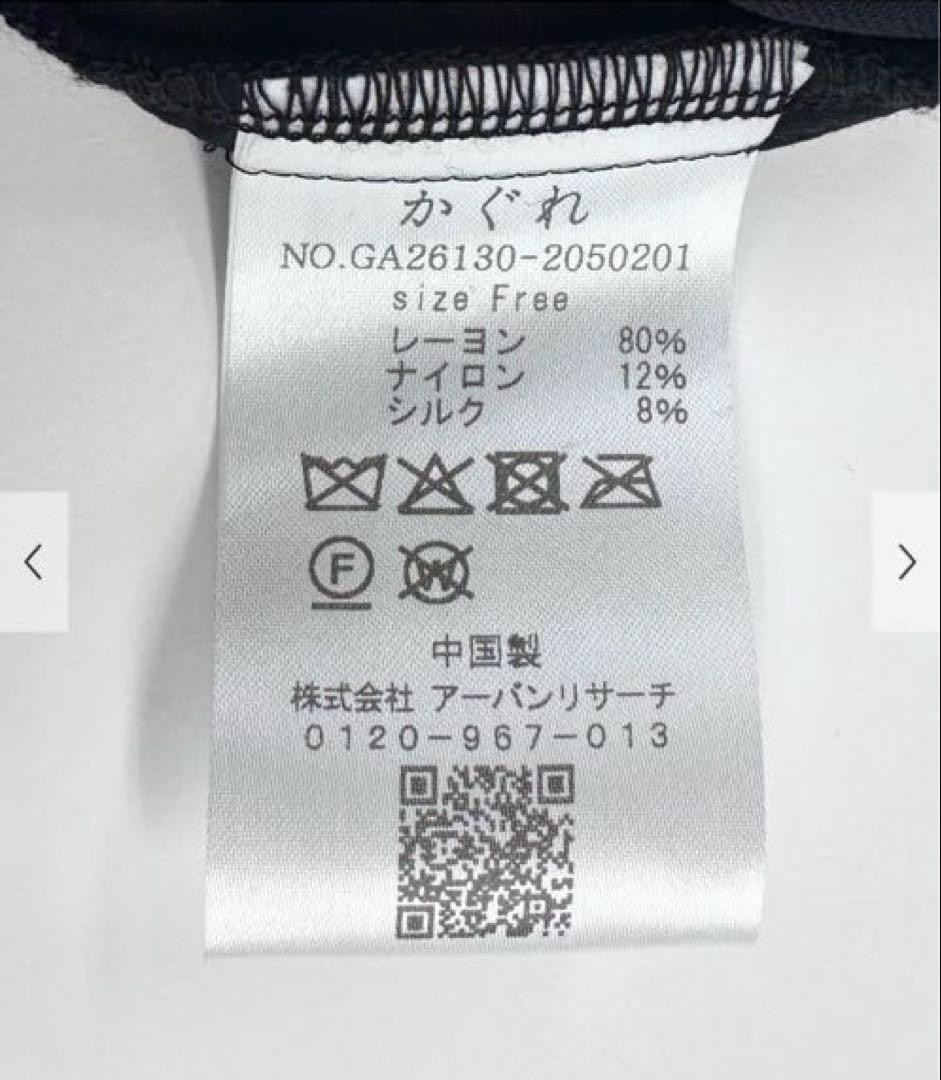 かぐれ
NO.GA26130-2050201
size Free
レーヨン 80%
ナイロン 12%
シルク 8%
F
W
中国製
株式会社 アーバンリサーチ
0120-967-013